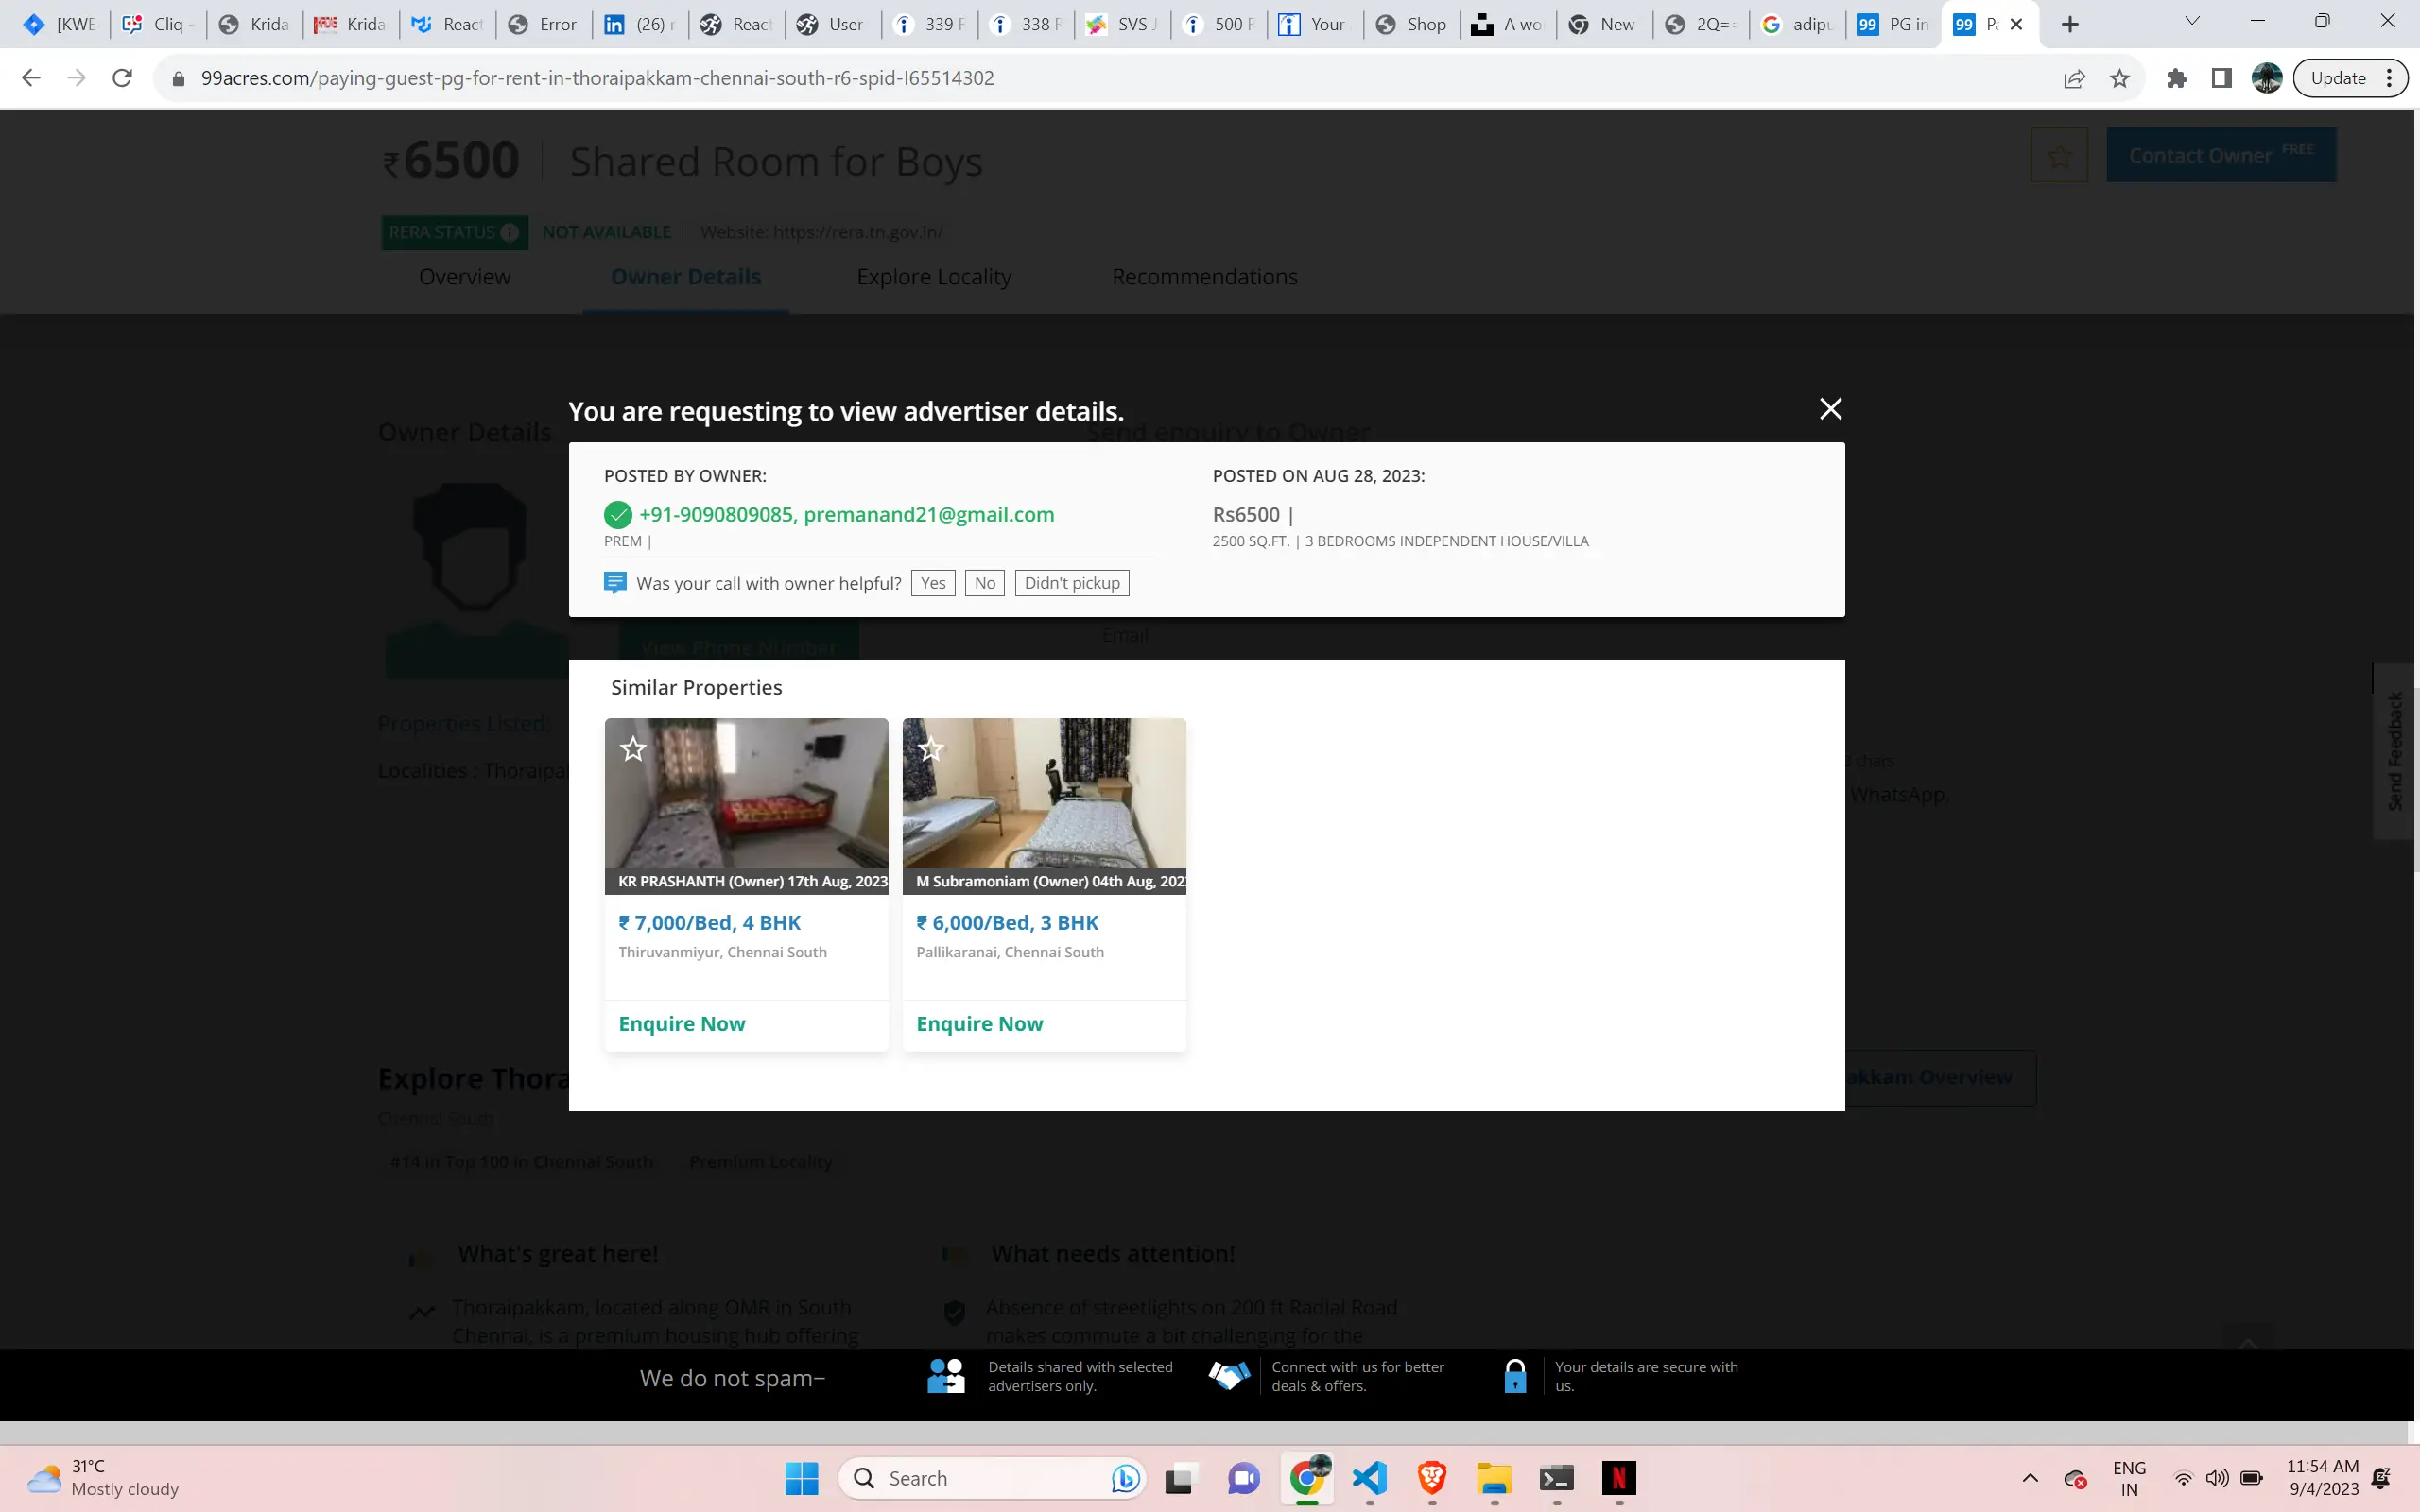 [KWE
Cliq -
Krida
Krida
React
Error
(26) r
React
User
339 R
338 R
SVS J
500 R
Your
Shop
A wo
New
2Q==
adipu
PG in
Pa
99acres.com/paying-guest-pg-for-rent-in-thoraipakkam-chennai-south-r6-spid-I65514302
Update
₹6500 Shared Room for Boys
Contact Owner FREE
RERA STATUS NOT AVAILABLE Website: https://rera.tn.gov.in/
Overview Owner Details Explore Locality Recommendations
You are requesting to view advertiser details.
Owner Details
Send enquiry to Owner
POSTED BY OWNER:
+91-9090809085, premanand21@gmail.com
PREM |
Was your call with owner helpful? Yes No Didn't pickup
POSTED ON AUG 28, 2023:
Rs6500 |
2500 SQ.FT. | 3 BEDROOMS INDEPENDENT HOUSE/VILLA
View Phone Number
Email
Properties Listed:
Localities : Thoraipal
chars
WhatsApp.
Send Feedback
Similar Properties
KR PRASHANTH (Owner) 17th Aug, 2023
₹ 7,000/Bed, 4 BHK
Thiruvanmiyur, Chennai South
Enquire Now
M Subramoniam (Owner) 04th Aug, 202
₹ 6,000/Bed, 3 BHK
Pallikaranai, Chennai South
Enquire Now
Explore Thora
akkam Overview
Chennai South
#14 in Top 100 in Chennai South Premium Locality
What's great here!
Thoraipakkam, located along OMR in South
Chennai, is a premium housing hub offering
What needs attention!
Absence of streetlights on 200 ft Radial Road
makes commute a bit challenging for the
We do not spam–
Details shared with selected
advertisers only.
Connect with us for better
deals & offers.
Your details are secure with
us.
31°C
Mostly cloudy
Search
ENG
IN
11:54 AM
9/4/2023